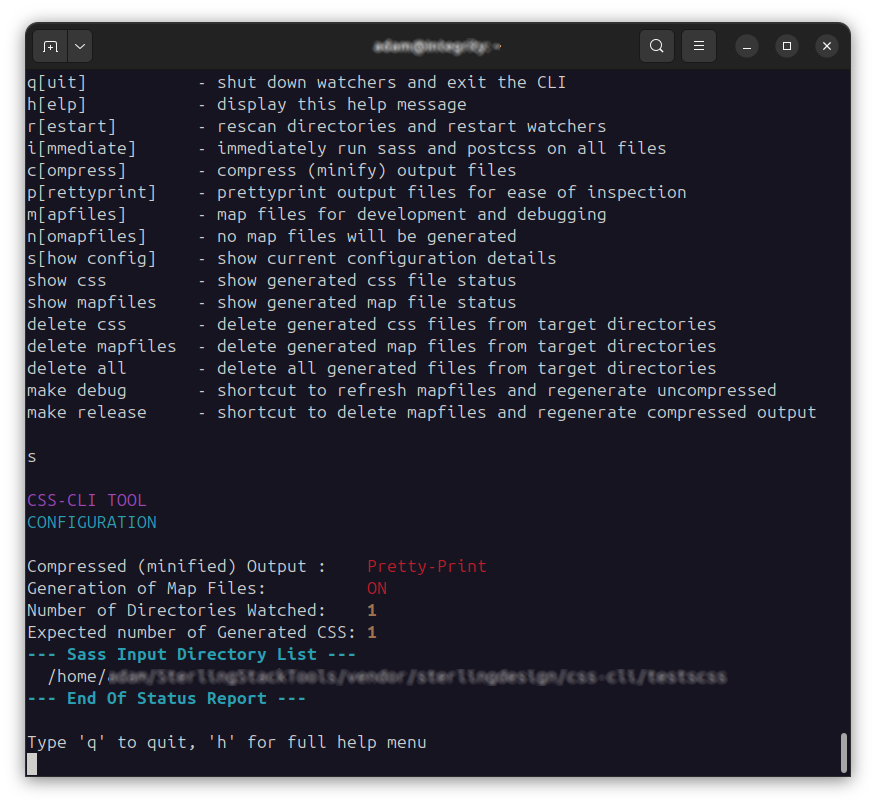 q[uit]           - shut down watchers and exit the CLI
h[elp]           - display this help message
r[estart]        - rescan directories and restart watchers
i[mmediate]      - immediately run sass and postcss on all files
c[ompress]       - compress (minify) output files
p[rettyprint]    - prettyprint output files for ease of inspection
m[apfiles]       - map files for development and debugging
n[omapfiles]     - no map files will be generated
s[how config]    - show current configuration details
show css         - show generated css file status
show mapfiles    - show generated map file status
delete css       - delete generated css files from target directories
delete mapfiles  - delete generated map files from target directories
delete all       - delete all generated files from target directories
make debug       - shortcut to refresh mapfiles and regenerate uncompressed
make release     - shortcut to delete mapfiles and regenerate compressed output
s
CSS-CLI TOOL
CONFIGURATION
Compressed (minified) Output :    Pretty-Print
Generation of Map Files:          ON
Number of Directories Watched:    1
Expected number of Generated CSS: 1
--- Sass Input Directory List ---
/home/
--- End Of Status Report ---
Type 'q' to quit, 'h' for full help menu